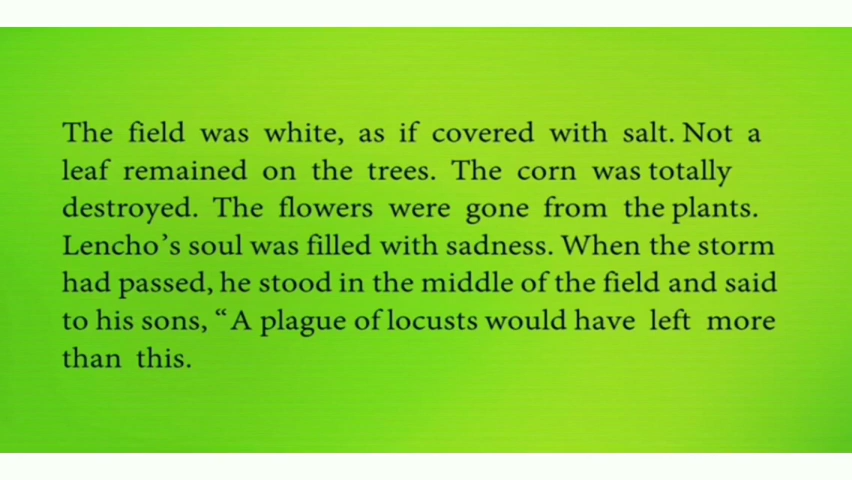 The field was white, as if covered with salt. Not a
leaf remained on the trees. The corn was totally
destroyed. The flowers were gone from the plants.
Lencho’s soul was filled with sadness. When the storm
had passed, he stood in the middle of the field and said
to his sons, “A plague of locusts would have left more
than this.